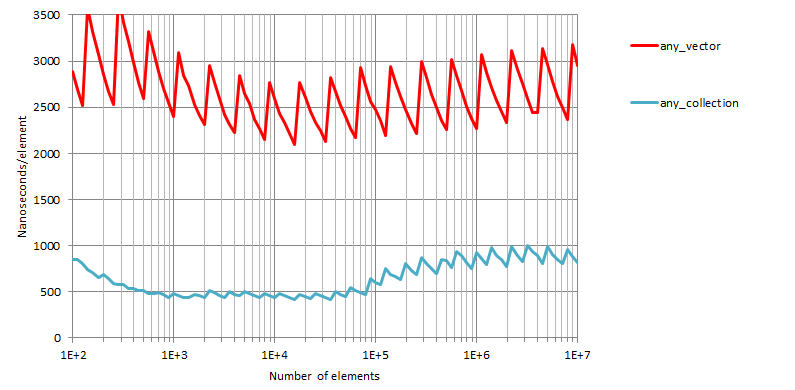 3500
3000
2500
2000
1500
1000
500
0
Nanoseconds/element
1E+2 1E+3 1E+4 1E+5 1E+6 1E+7
Number of elements
any_vector
any_collection